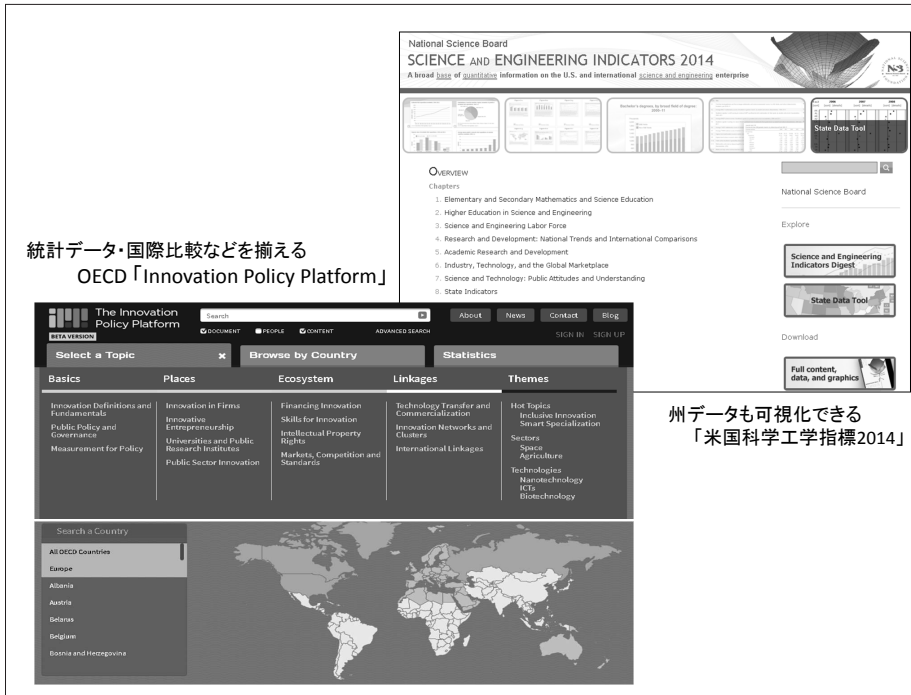 National Science Board
SCIENCE AND ENGINEERING INDICATORS 2014
A broad base of quantitative information on the U.S. and international science and engineering enterprise
State Data Tool
OVERVIEW
Chapters
1. Elementary and Secondary Mathematics and Science Education
2. Higher Education in Science and Engineering
3. Science and Engineering Labor Force
4. Research and Development: National Trends and International Comparisons
5. Academic Research and Development
6. Industry, Technology, and the Global Marketplace
7. Science and Technology: Public Attitudes and Understanding
8. State Indicators
National Science Board
Explore
Science and Engineering
Indicators Digest
State Data Tool
Download
Full content,
data, and graphics
統計データ・国際比較などを揃える
OECD「Innovation Policy Platform」
州データも可視化できる
「米国科学工学指標2014」
The Innovation
Policy Platform
BETA VERSION
Search
DOCUMENT PEOPLE CONTENT ADVANCED SEARCH
About News Contact Blog
SIGN IN SIGN UP
Select a Topic × Browse by Country Statistics
Basics
Innovation Definitions and
Fundamentals
Public Policy and
Governance
Measurement for Policy
Places
Innovation in Firms
Innovative
Entrepreneurship
Universities and Public
Research Institutes
Public Sector Innovation
Ecosystem
Financing Innovation
Skills for Innovation
Intellectual Property
Rights
Markets, Competition and
Standards
Linkages
Technology Transfer and
Commercialization
Innovation Networks and
Clusters
International Linkages
Themes
Hot Topics
Inclusive Innovation
Smart Specialization
Sectors
Space
Agriculture
Technologies
Nanotechnology
ICTs
Biotechnology
Search a Country
All OECD Countries
Europe
Albania
Austria
Belarus
Belgium
Bosnia and Herzegovina